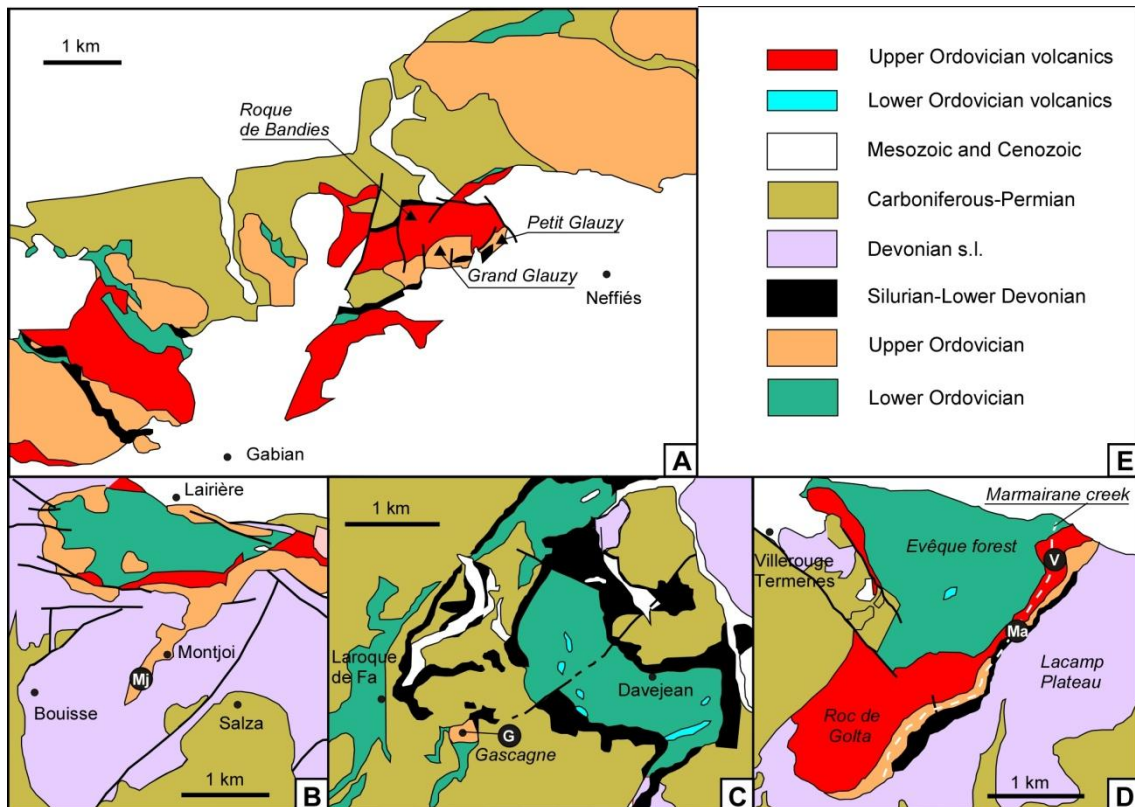 1 km
Roque
de Bandies
Petit Glauzy
Grand Glauzy
Neffiés
Gabian
A
Upper Ordovician volcanics
Lower Ordovician volcanics
Mesozoic and Cenozoic
Carboniferous-Permian
Devonian s.l.
Silurian-Lower Devonian
Upper Ordovician
Lower Ordovician
E
Lairière
Montjoi
Mj
Bouisse
Salza
1 km
B
1 km
Laroque
de Fa
Davejean
G
Gascagne
C
Marmairane creek
Villerouge
Termenes
Evêque forest
V
Ma
Lacamp
Plateau
Roc de
Golta
1 km
D